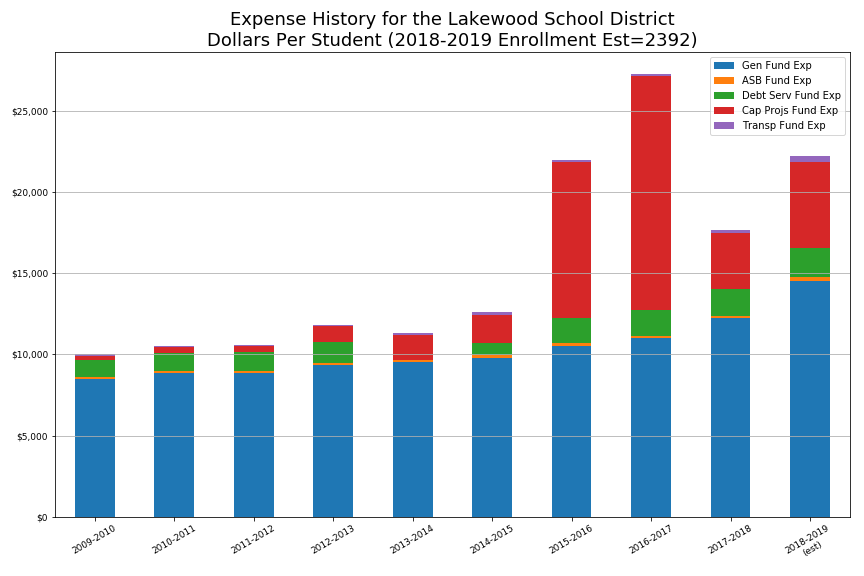 Expense History for the Lakewood School District
Dollars Per Student (2018-2019 Enrollment Est=2392)
Gen Fund Exp
ASB Fund Exp
Debt Serv Fund Exp
Cap Projs Fund Exp
Transp Fund Exp
$25,000
$20,000
$15,000
$10,000
$5,000
$0
2009-2010
2010-2011
2011-2012
2012-2013
2013-2014
2014-2015
2015-2016
2016-2017
2017-2018
2018-2019
(est)